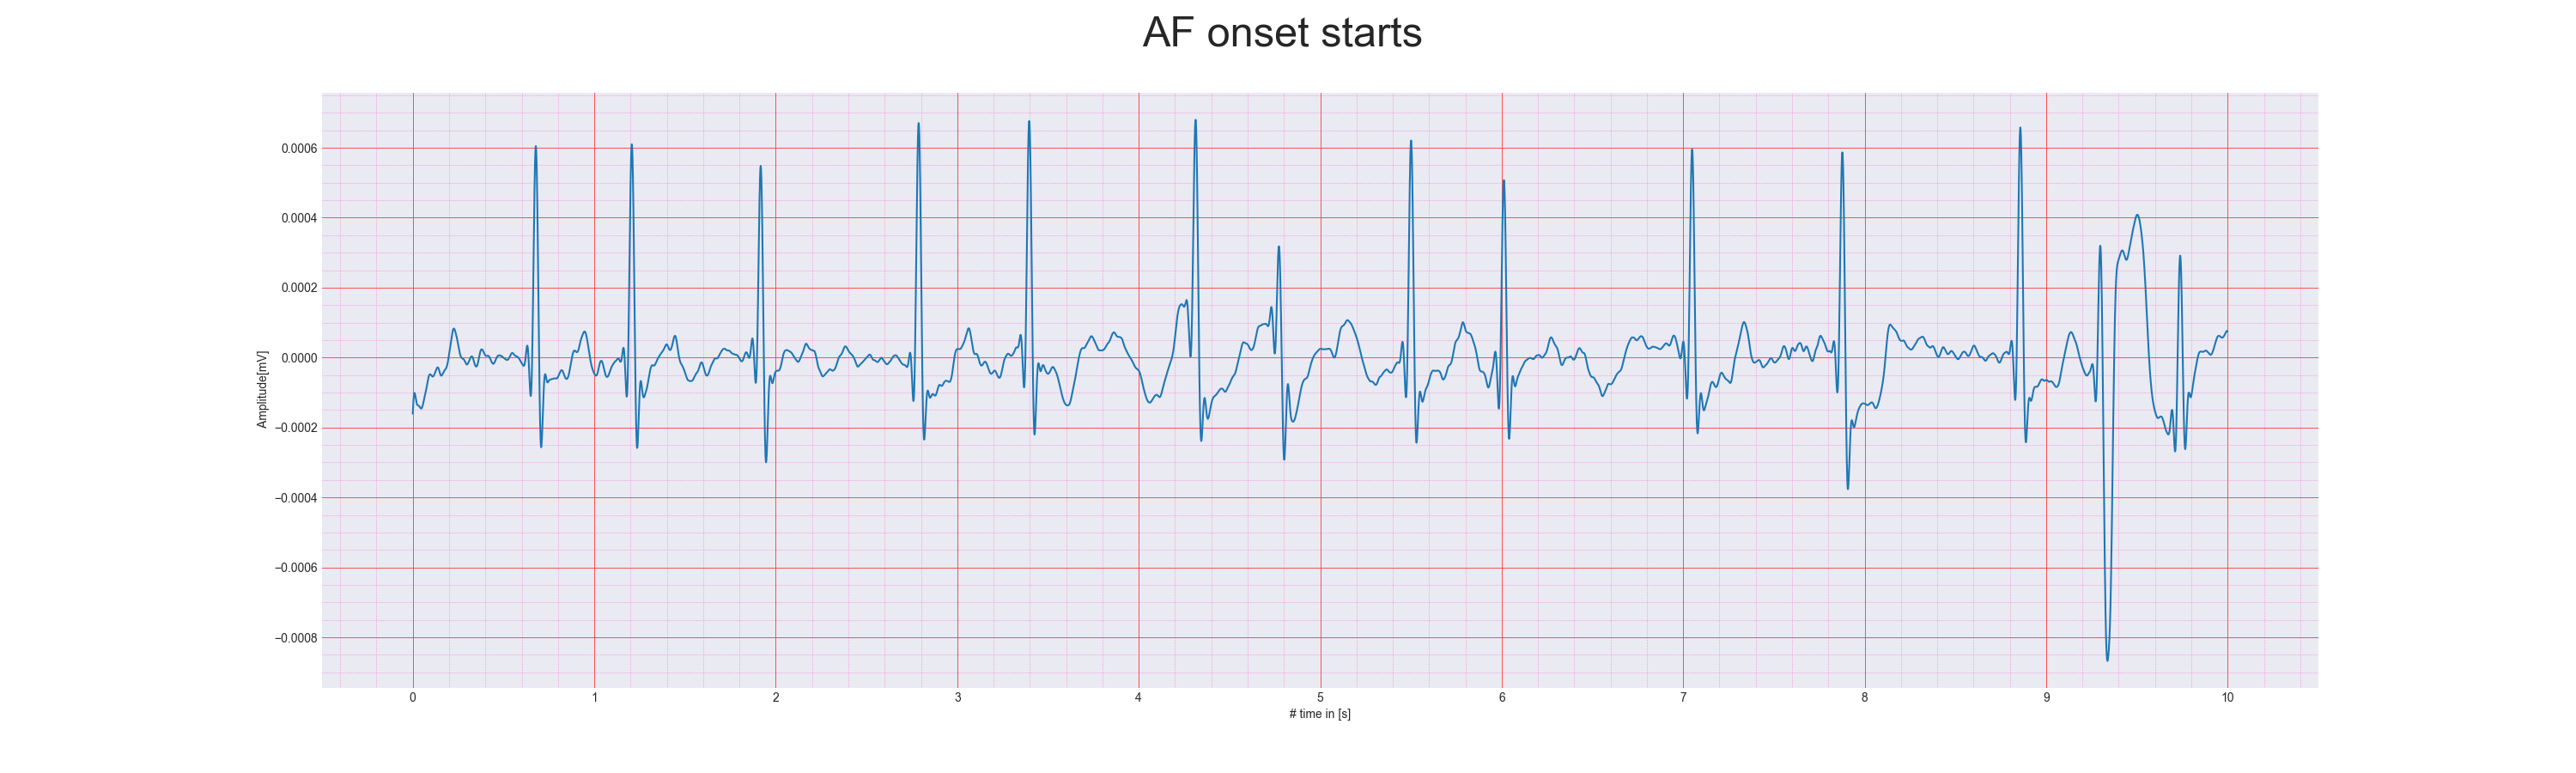 AF onset starts
0.0006
0.0004
0.0002
0.0000
−0.0002
−0.0004
−0.0006
−0.0008
Amplitude[mV]
0 1 2 3 4 5 6 7 8 9 10
# time in [s]